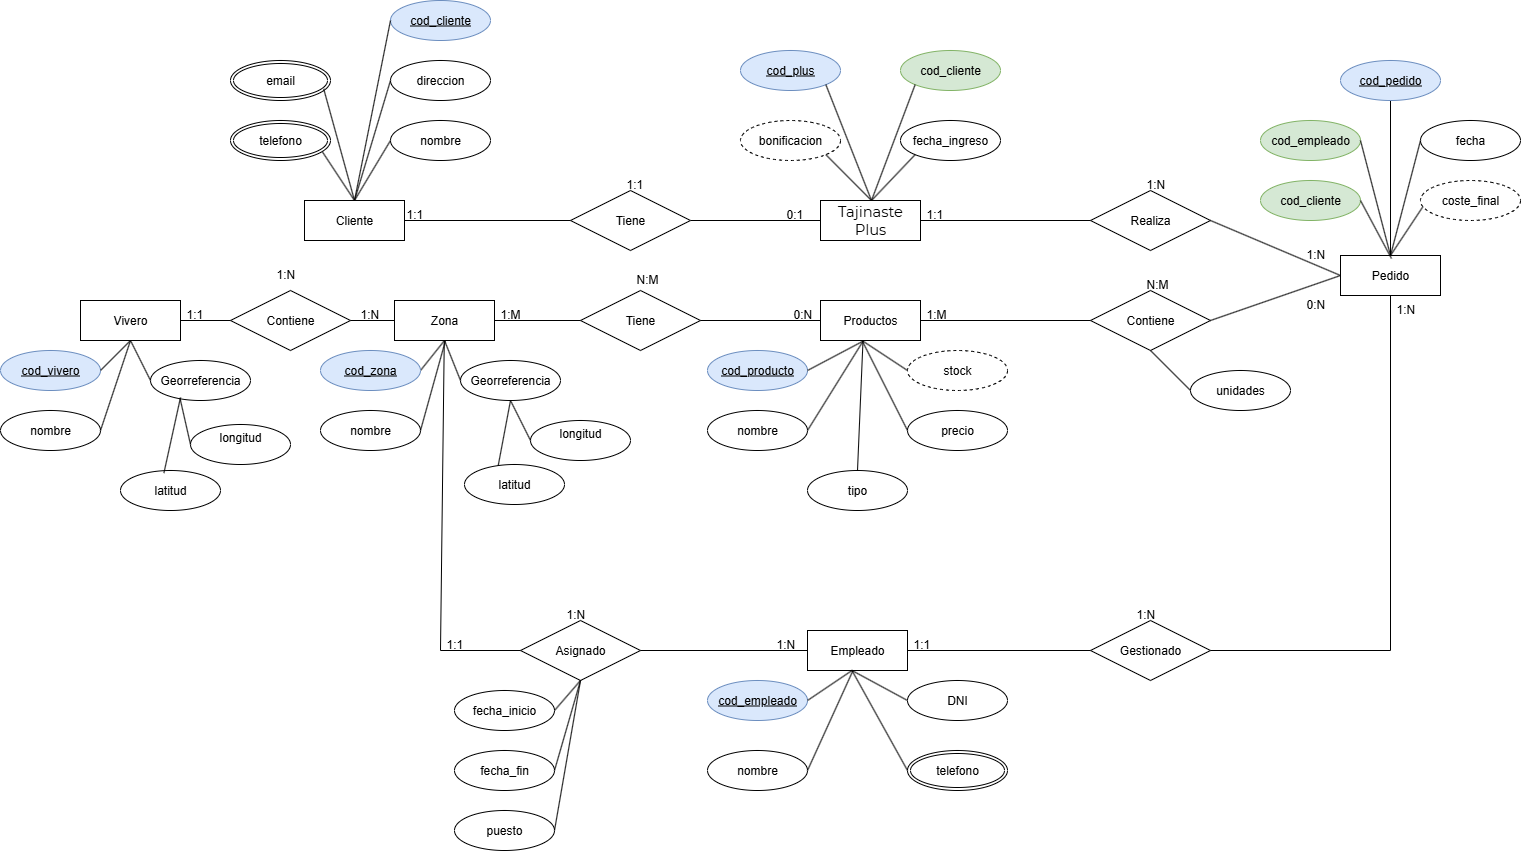 cod_cliente
email
direccion
telefono
nombre
cod_plus
cod_cliente
bonificacion
fecha_ingreso
cod_pedido
cod_empleado
fecha
cod_cliente
coste_final
1:1
1:N
Cliente
1:1
Tiene
0:1
Tajinaste
Plus
1:1
Realiza
1:N
Pedido
1:N
N:M
N:M
Vivero
1:1
Contiene
1:N
Zona
1:M
Tiene
0:N
Productos
1:M
Contiene
0:N
1:N
cod_vivero
Georreferencia
nombre
longitud
latitud
cod_zona
Georreferencia
nombre
longitud
latitud
cod_producto
stock
nombre
precio
tipo
unidades
1:N
1:N
1:1
Asignado
1:N
Empleado
1:1
Gestionado
fecha_inicio
fecha_fin
puesto
cod_empleado
DNI
nombre
telefono